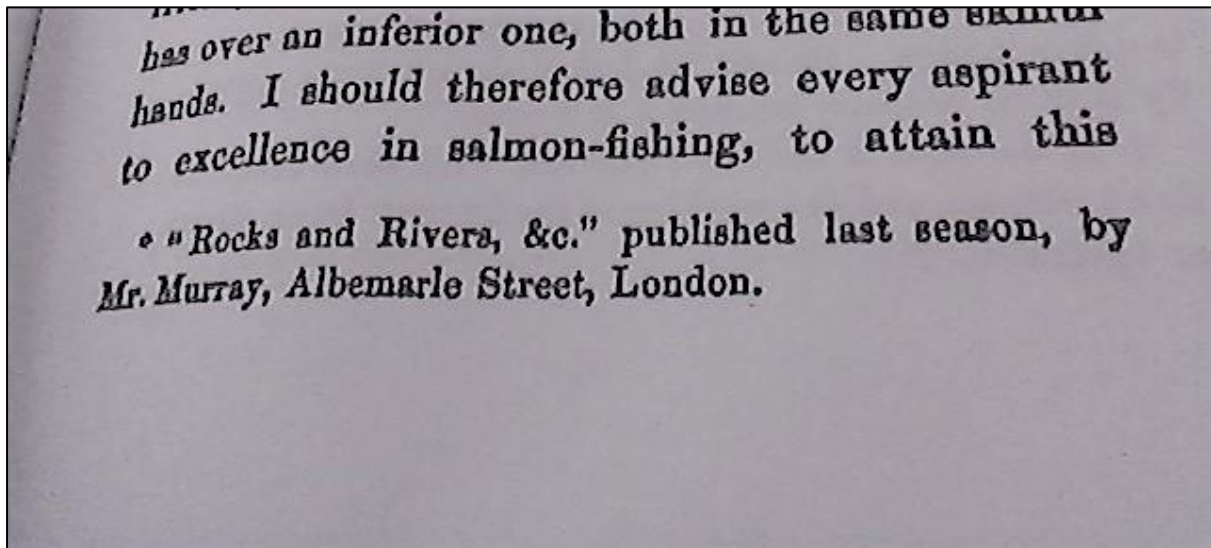 has over an inferior one, both in the same skilful
hands. I should therefore advise every aspirant
to excellence in salmon-fishing, to attain this
* "Rocks and Rivers, &c." published last season, by
Mr. Murray, Albemarle Street, London.